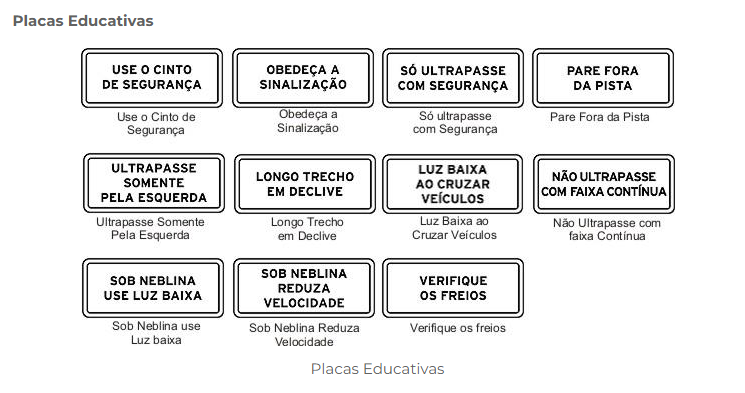 Placas Educativas
USE O CINTO
DE SEGURANÇA
OBEDEÇA A
SINALIZAÇÃO
SÓ ULTRAPASSE
COM SEGURANÇA
PARE FORA
DA PISTA
Use o Cinto de
Segurança
Obedeça a
Sinalização
Só ultrapasse
com Segurança
Pare Fora da Pista
ULTRAPASSE
SOMENTE
PELA ESQUERDA
LONGO TRECHO
EM DECLIVE
LUZ BAIXA
AO CRUZAR
VEÍCULOS
NÃO ULTRAPASSE
COM FAIXA CONTÍNUA
Ultrapasse Somente
Pela Esquerda
Longo Trecho
em Declive
Luz Baixa ao
Cruzar Veículos
Não Ultrapasse com
faixa Contínua
SOB NEBLINA
USE LUZ BAIXA
SOB NEBLINA
REDUZA
VELOCIDADE
VERIFIQUE
OS FREIOS
Sob Neblina use
Luz baixa
Sob Neblina Reduza
Velocidade
Verifique os freios
Placas Educativas